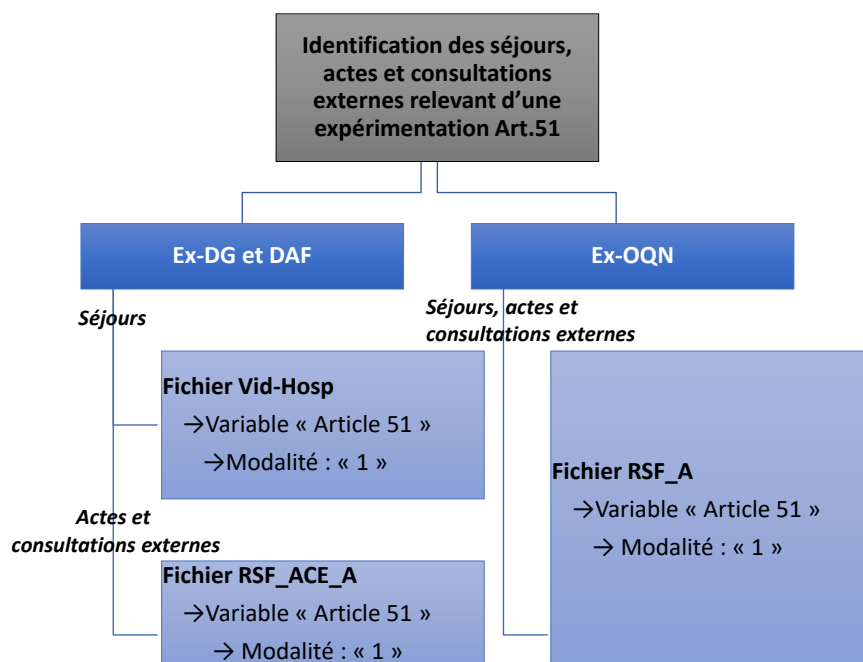 Identification des séjours,
actes et consultations
externes relevant d’une
expérimentation Art.51
Ex-DG et DAF
Ex-OQN
Séjours
Fichier Vid-Hosp
→Variable « Article 51 »
→Modalité : « 1 »
Actes et
consultations externes
Fichier RSF_ACE_A
→Variable « Article 51 »
→ Modalité : « 1 »
Séjours, actes et
consultations externes
Fichier RSF_A
→Variable « Article 51 »
→ Modalité : « 1 »